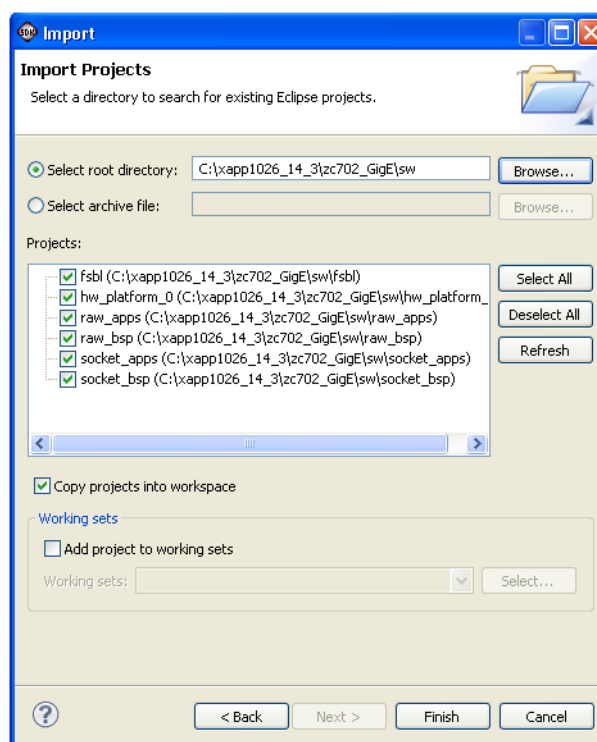 SDK Import
Import Projects
Select a directory to search for existing Eclipse projects.
Select root directory: C:\xapp1026_14_3\zc702_GigE\sw Browse...
Select archive file: Browse...
Projects:
fsbl (C:\xapp1026_14_3\zc702_GigE\sw\fsbl) Select All
hw_platform_0 (C:\xapp1026_14_3\zc702_GigE\sw\hw_platform_
raw_apps (C:\xapp1026_14_3\zc702_GigE\sw\raw_apps) Deselect All
raw_bsp (C:\xapp1026_14_3\zc702_GigE\sw\raw_bsp)
socket_apps (C:\xapp1026_14_3\zc702_GigE\sw\socket_apps) Refresh
socket_bsp (C:\xapp1026_14_3\zc702_GigE\sw\socket_bsp)
Copy projects into workspace
Working sets
Add project to working sets
Working sets: Select...
? < Back Next > Finish Cancel